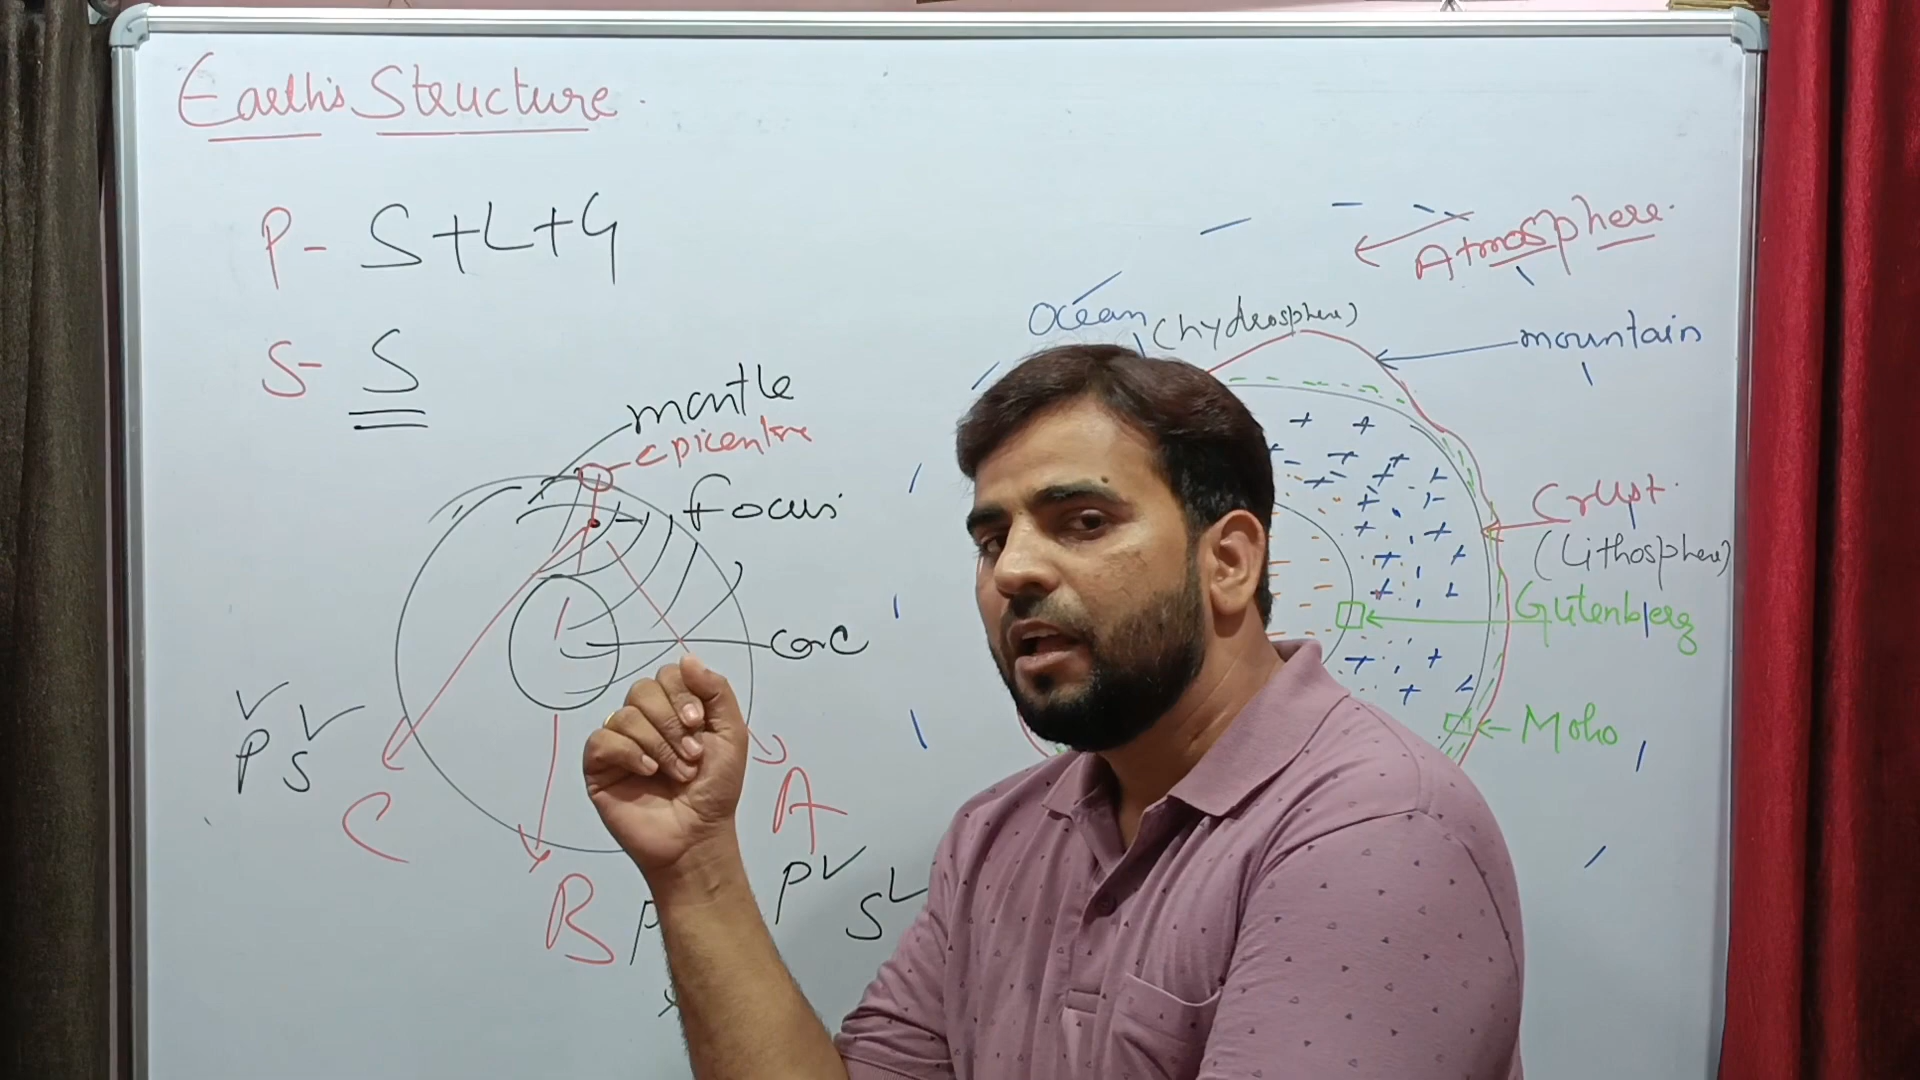 Earth's Structure.
P- S+L+G
S- S
mantle
epicentre
focus
core
P S
C
B
P
A
P S
Atmosphere.
Ocean (hydrosphere)
mountain
Crust.
(Lithosphere)
Gutenberg
Moho